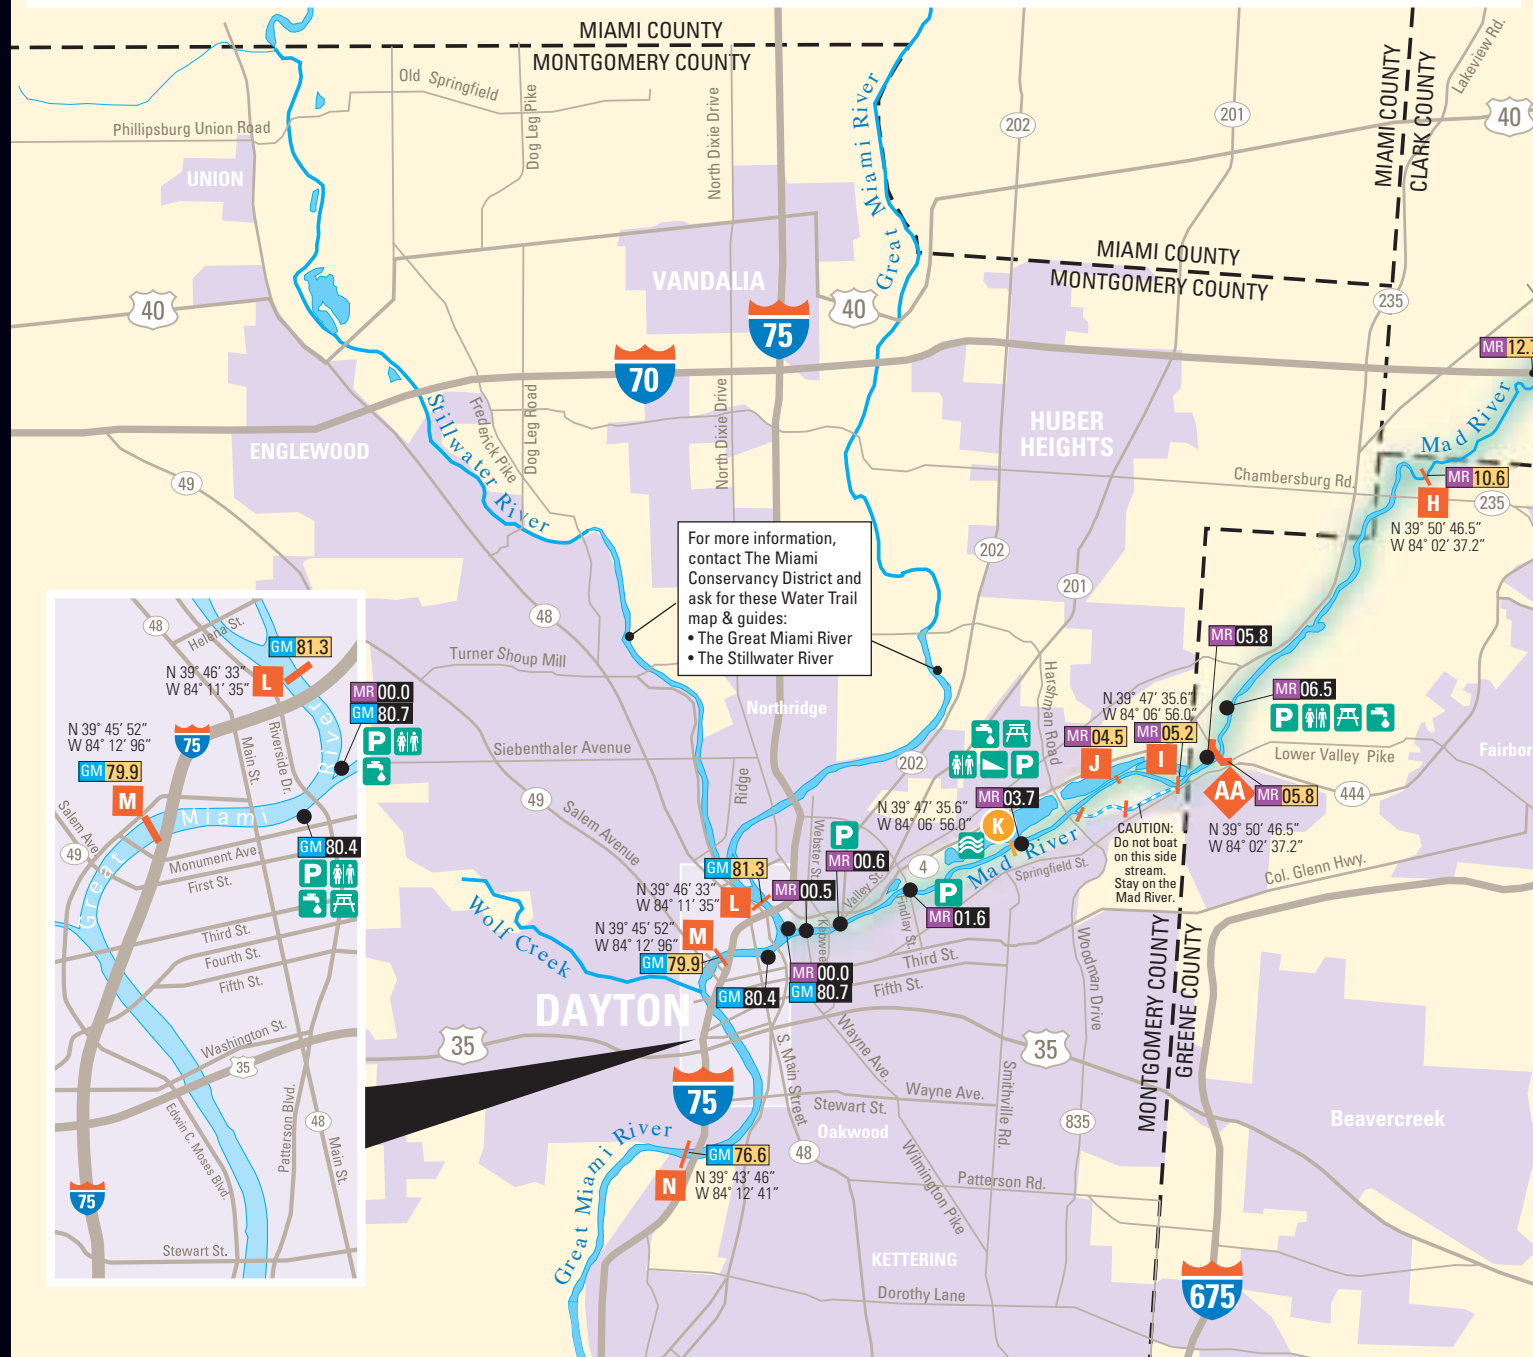 MIAMI COUNTY
MONTGOMERY COUNTY
Old Springfield
Phillipsburg Union Road
Dog Leg Pike
North Dixie Drive
Great Miami River
202
201
MIAMI COUNTY
CLARK COUNTY
Lakeview Rd.
40
UNION
VANDALIA
40
75
40
MIAMI COUNTY
MONTGOMERY COUNTY
235
70
MR 12.
Stillwater River
Frederick Pike
Dog Leg Road
North Dixie Drive
HUBER
HEIGHTS
Mad River
ENGLEWOOD
49
Chambersburg Rd.
MR 10.6
H
235
N 39° 50′ 46.5″
W 84° 02′ 37.2″
For more information,
contact The Miami
Conservancy District and
ask for these Water Trail
map & guides:
• The Great Miami River
• The Stillwater River
202
201
48
Turner Shoup Mill
Harshman Road
MR 05.8
MR 06.5
P
Northridge
N 39° 47′ 35.6″
W 84° 06′ 56.0″
MR 04.5
MR 05.2
J
I
Siebenthaler Avenue
Ridge
202
P
Lower Valley Pike
Fairbor
AA
MR 05.8
444
N 39° 50′ 46.5″
W 84° 02′ 37.2″
49
Salem Avenue
N 39° 47′ 35.6″
W 84° 06′ 56.0″
MR 03.7
K
Mad River
CAUTION:
Do not boat
on this side
stream.
Stay on the
Mad River.
Springfield St.
Col. Glenn Hwy.
Webster St.
P
MR 00.6
Valley St.
4
P
MR 01.6
Findlay St.
Keowee
GM 81.3
MR 00.5
N 39° 46′ 33″
W 84° 11′ 35″
L
N 39° 45′ 52″
W 84° 12′ 96″
M
GM 79.9
Wolf Creek
GM 80.4
MR 00.0
GM 80.7
Third St.
Fifth St.
Woodman Drive
MONTGOMERY COUNTY
GREENE COUNTY
DAYTON
35
35
S. Main Street
Wayne Ave.
Wayne Ave.
Smithville Rd.
75
Stewart St.
Oakwood
835
Beavercreek
48
Great Miami River
GM 76.6
N
N 39° 43′ 46″
W 84° 12′ 41″
Wilmington Pike
Patterson Rd.
KETTERING
Dorothy Lane
675
48
Helena St.
GM 81.3
N 39° 46′ 33″
W 84° 11′ 35″
L
MR 00.0
GM 80.7
P
N 39° 45′ 52″
W 84° 12′ 96″
75
GM 79.9
M
Main St.
Riverside Dr.
Great Miami River
Salem Ave.
49
Monument Ave.
First St.
GM 80.4
P
Third St.
Fourth St.
Fifth St.
Washington St.
35
Edwin C. Moses Blvd.
Patterson Blvd.
48
Main St.
75
Stewart St.